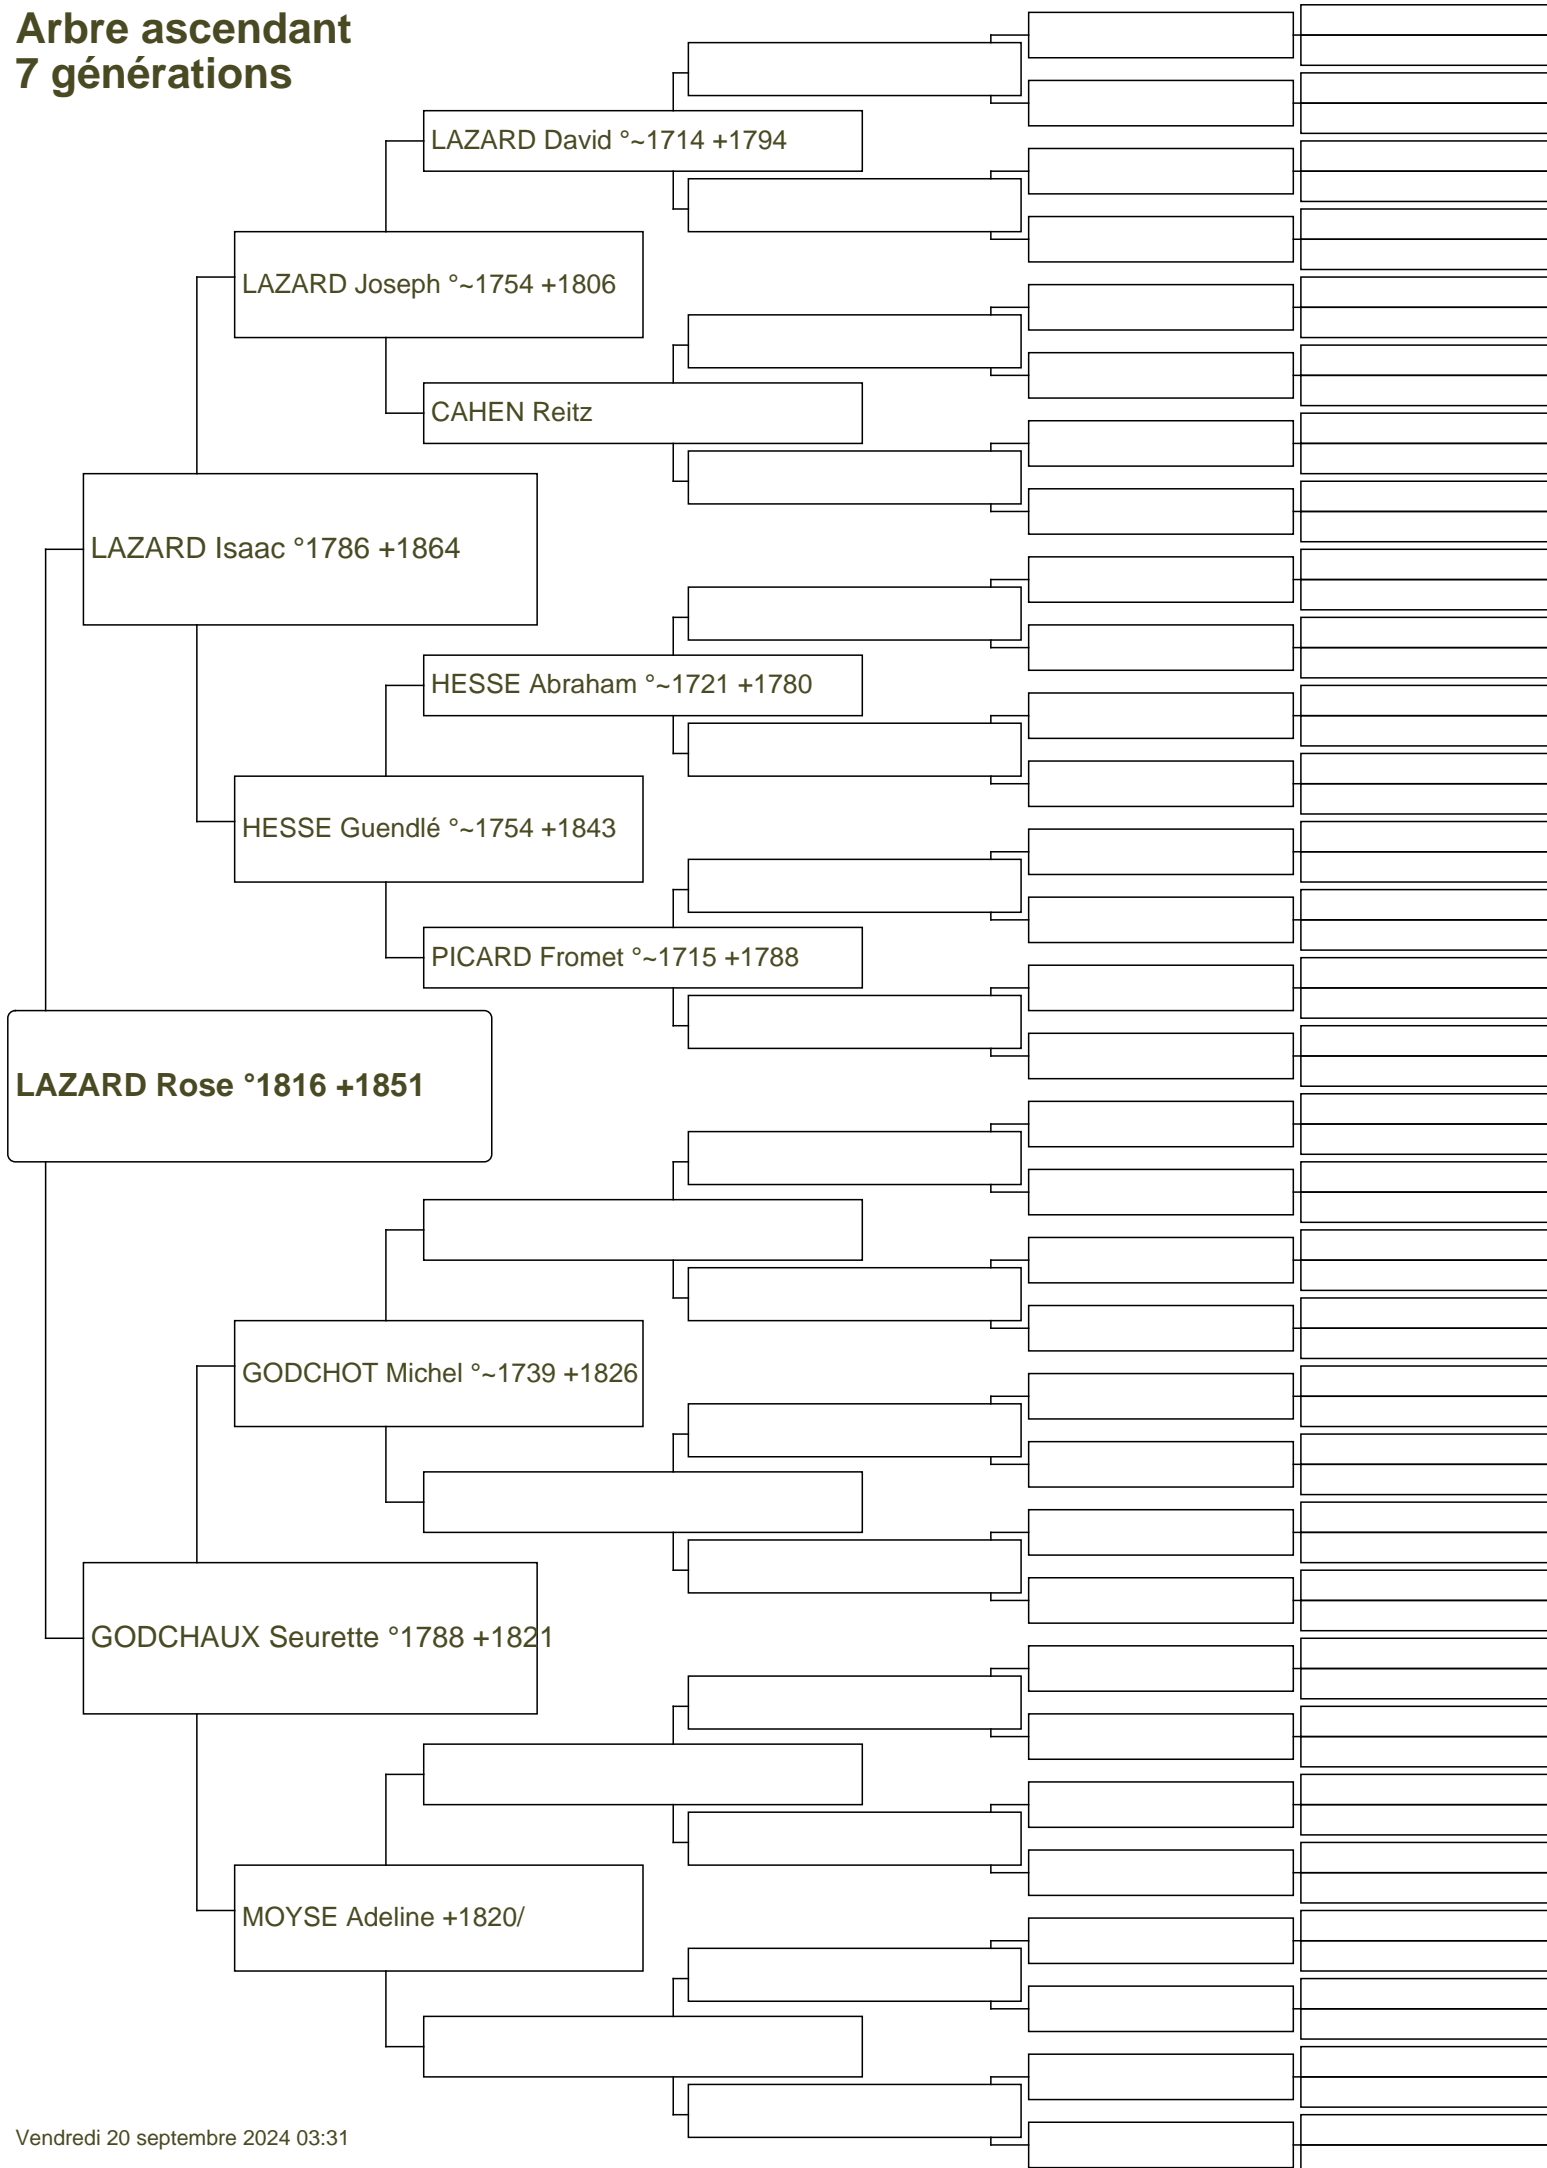 Arbre ascendant
7 générations
LAZARD David °~1714 +1794
LAZARD Joseph °~1754 +1806
CAHEN Reitz
LAZARD Isaac °1786 +1864
HESSE Abraham °~1721 +1780
HESSE Guendlé °~1754 +1843
PICARD Fromet °~1715 +1788
LAZARD Rose °1816 +1851
GODCHOT Michel °~1739 +1826
GODCHAUX Seurette °1788 +1821
MOYSE Adeline +1820/
Vendredi 20 septembre 2024 03:31